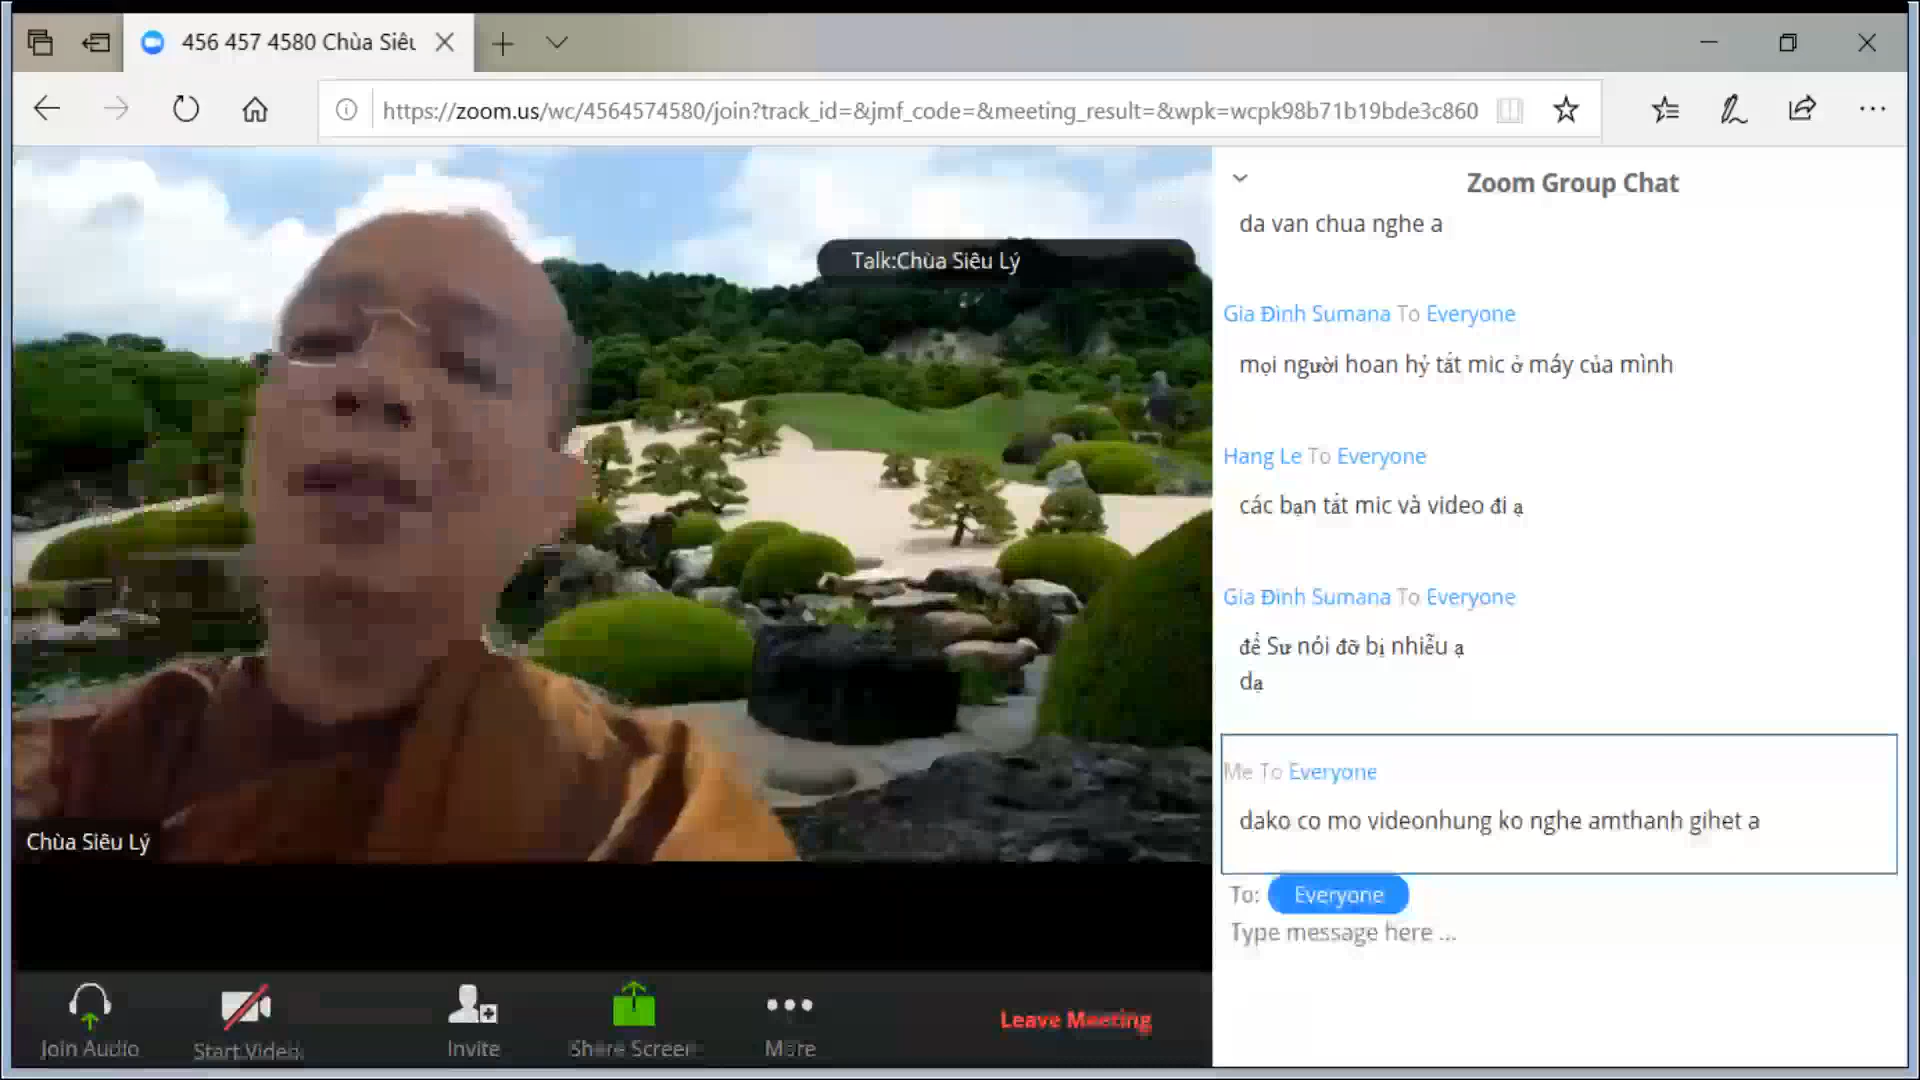 456 457 4580 Chùa Siêu
https://zoom.us/wc/4564574580/join?track_id=&jmf_code=&meeting_result=&wpk=wcpk98b71b19bde3c860
Talk:Chùa Siêu Lý
Chùa Siêu Lý
Join Audio
Start Video
Invite
Share Screen
More
Leave Meeting
Zoom Group Chat
da van chua nghe a
Gia Đình Sumana To Everyone
mọi người hoan hỷ tắt mic ở máy của mình
Hang Le To Everyone
các bạn tắt mic và video đi ạ
Gia Đình Sumana To Everyone
để Sư nói đỡ bị nhiễu ạ
dạ
Me To Everyone
dako co mo videonhung ko nghe amthanh gihet a
To: Everyone
Type message here ...